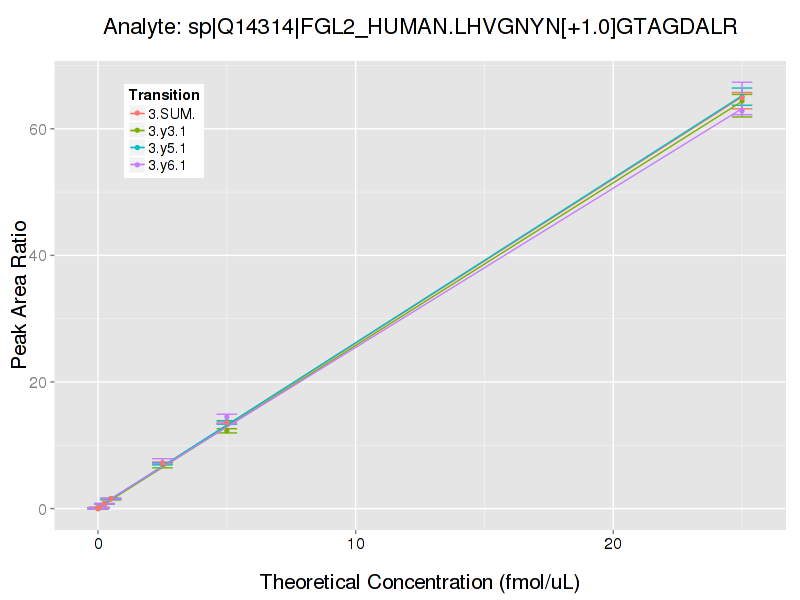 Analyte: sp|Q14314|FGL2_HUMAN.LHVGNYN[+1.0]GTAGDALR
Transition
3.SUM.
3.y3.1
3.y5.1
3.y6.1
60
40
20
0
Peak Area Ratio
0 10 20
Theoretical Concentration (fmol/uL)